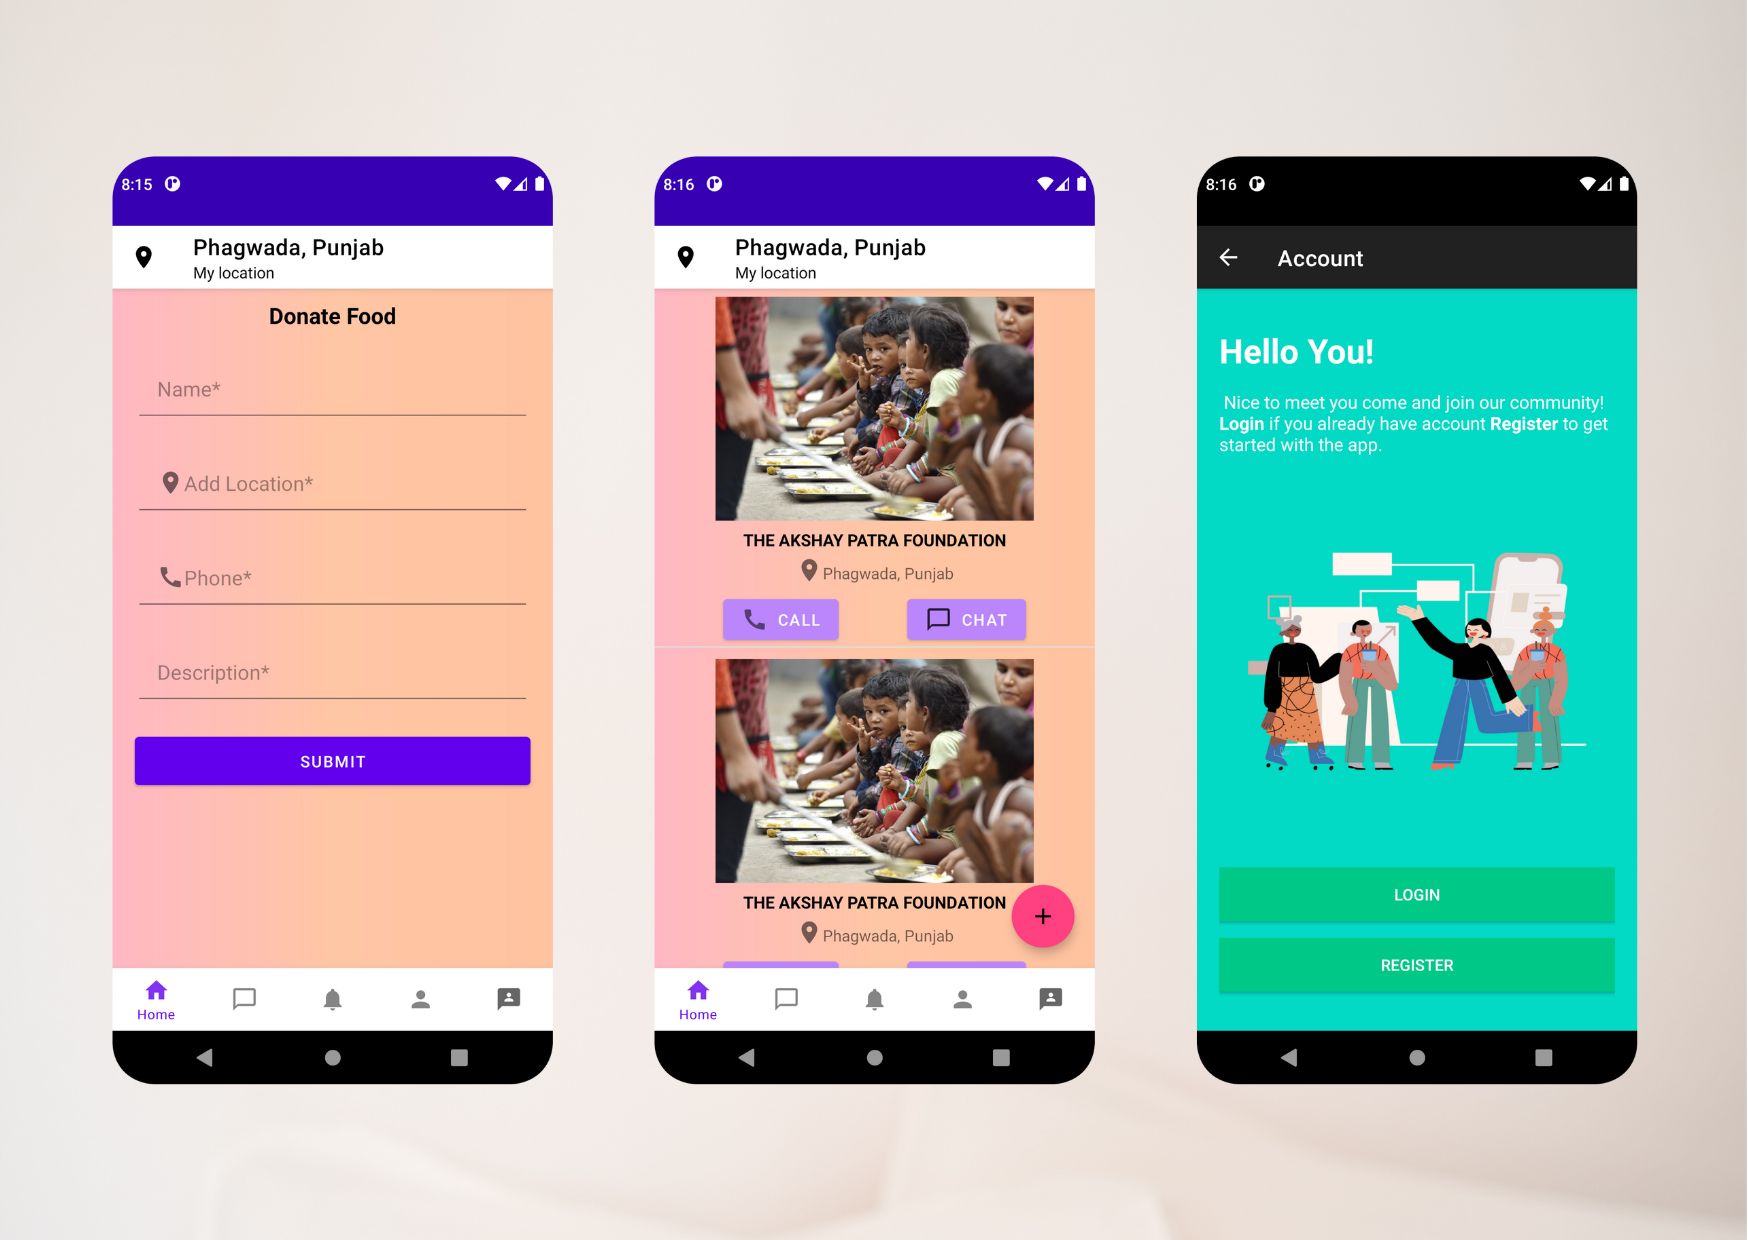 8:15
Phagwada, Punjab
My location
Donate Food
Name*
Add Location*
Phone*
Description*
SUBMIT
Home
8:16
Phagwada, Punjab
My location
THE AKSHAY PATRA FOUNDATION
Phagwada, Punjab
CALL
CHAT
THE AKSHAY PATRA FOUNDATION
Phagwada, Punjab
+
Home
8:16
Account
Hello You!
Nice to meet you come and join our community!
Login if you already have account Register to get
started with the app.
LOGIN
REGISTER